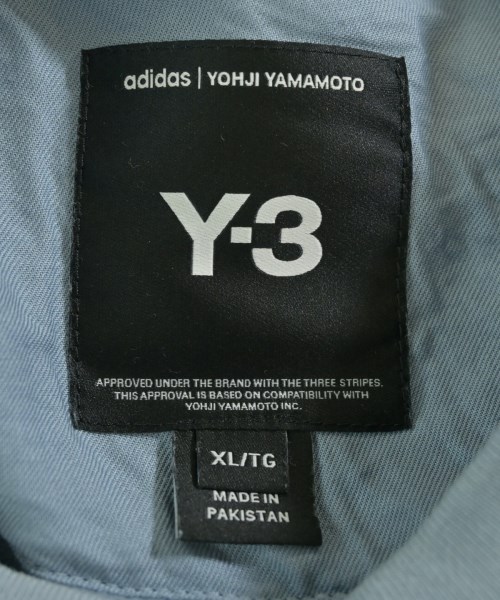 adidas | YOHJI YAMAMOTO
Y-3
APPROVED UNDER THE BRAND WITH THE THREE STRIPES.
THIS APPROVAL IS BASED ON COMPATIBILITY WITH
YOHJI YAMAMOTO INC.
XL/TG
MADE IN
PAKISTAN